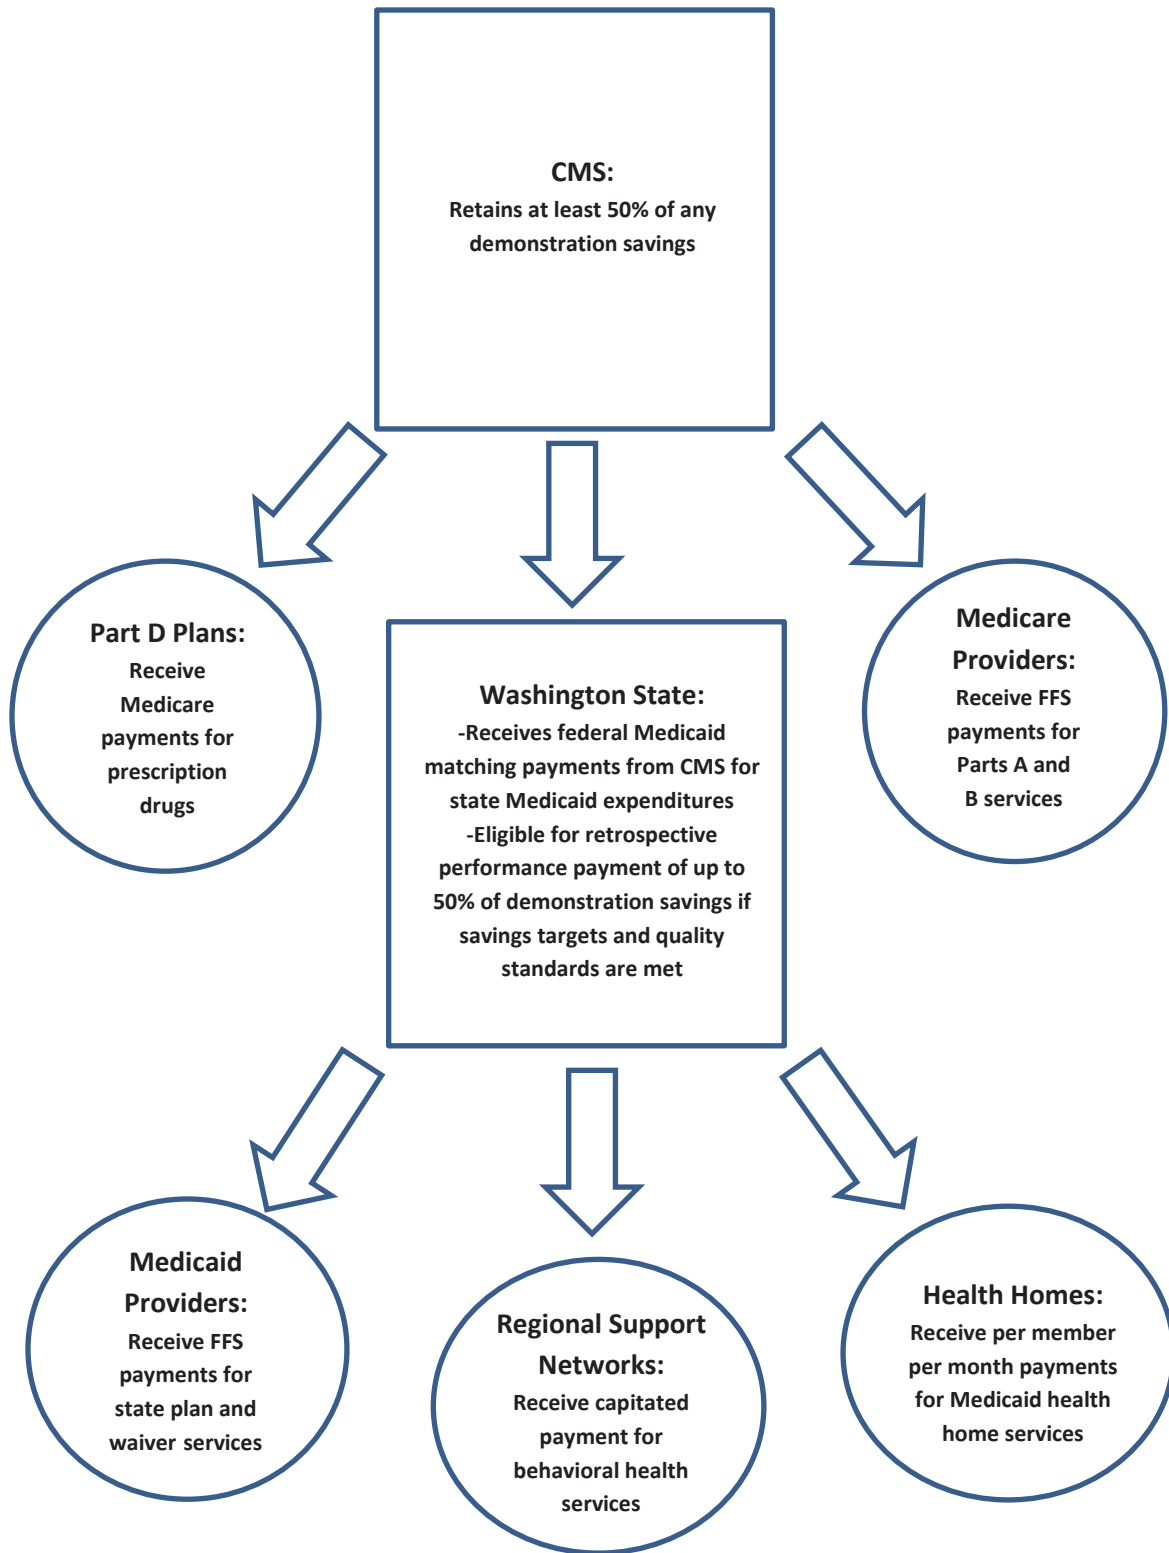 CMS:
Retains at least 50% of any
demonstration savings
Part D Plans:
Receive
Medicare
payments for
prescription
drugs
Washington State:
-Receives federal Medicaid
matching payments from CMS for
state Medicaid expenditures
-Eligible for retrospective
performance payment of up to
50% of demonstration savings if
savings targets and quality
standards are met
Medicare
Providers:
Receive FFS
payments for
Parts A and
B services
Medicaid
Providers:
Receive FFS
payments for
state plan and
waiver services
Regional Support
Networks:
Receive capitated
payment for
behavioral health
services
Health Homes:
Receive per member
per month payments
for Medicaid health
home services